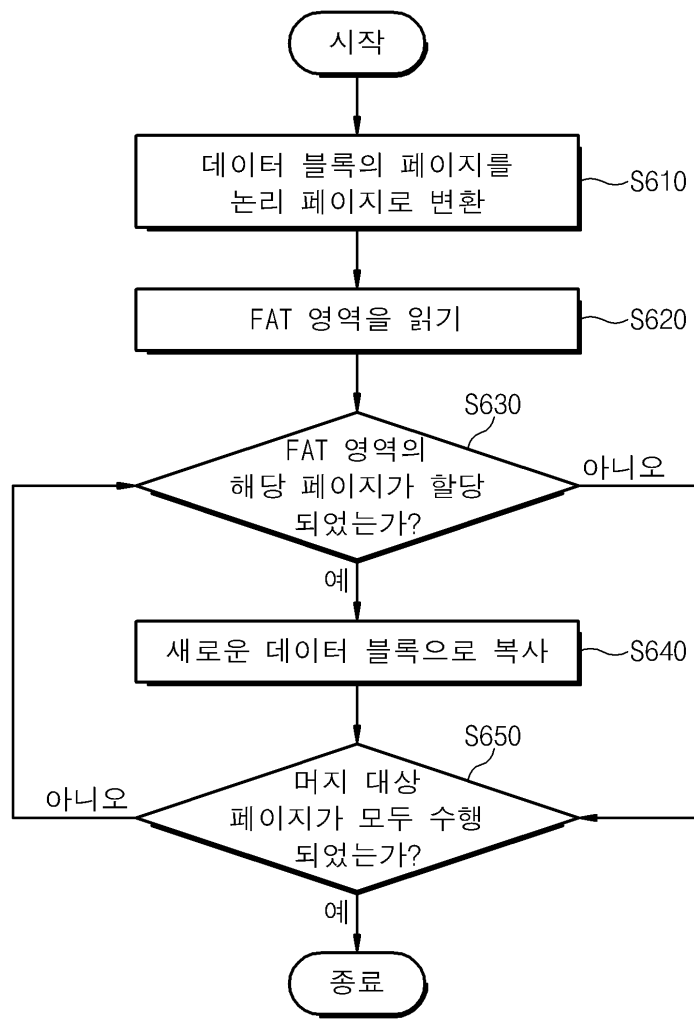 시작
데이터 블록의 페이지를
논리 페이지로 변환
S610
FAT 영역을 읽기
S620
S630
FAT 영역의
해당 페이지가 할당
되었는가?
아니오
예
새로운 데이터 블록으로 복사
S640
S650
머지 대상
페이지가 모두 수행
되었는가?
아니오
예
종료